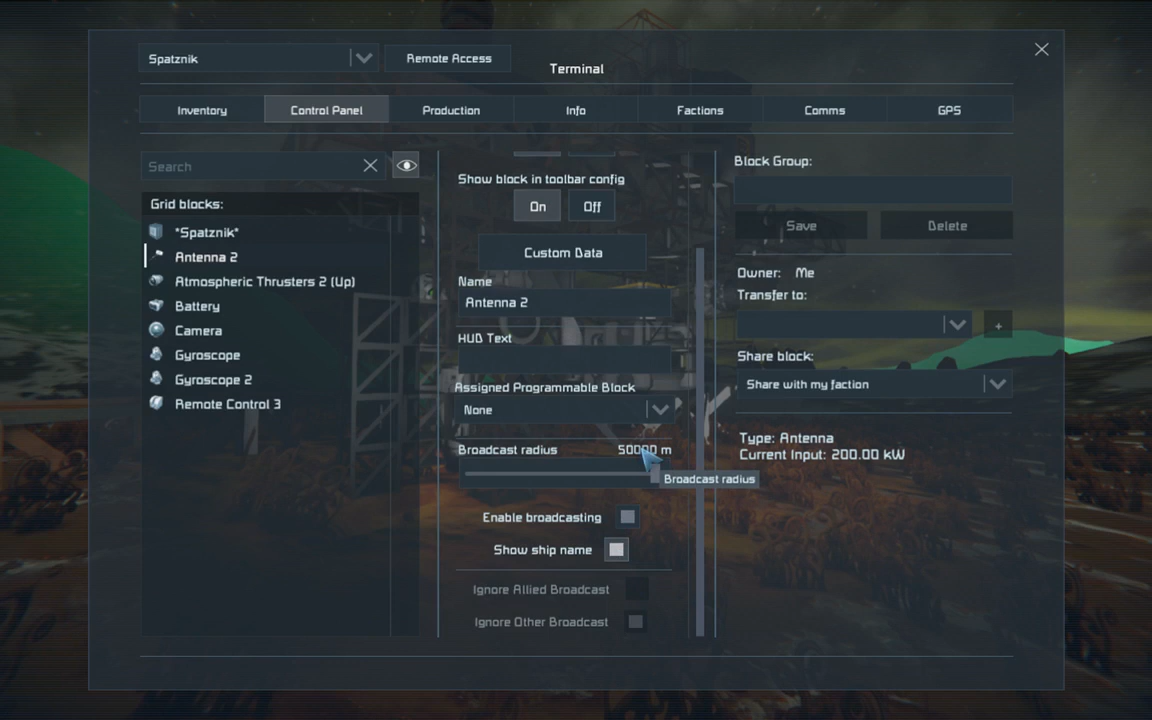 Spatznik
Remote Access
Terminal
Inventory
Control Panel
Production
Info
Factions
Comms
GPS
Search
Grid blocks:
*Spatznik*
Antenna 2
Atmospheric Thrusters 2 (Up)
Battery
Camera
Gyroscope
Gyroscope 2
Remote Control 3
Show block in toolbar config
On
Off
Custom Data
Name
Antenna 2
HUD Text
Assigned Programmable Block
None
Broadcast radius
50000 m
Broadcast radius
Enable broadcasting
Show ship name
Ignore Allied Broadcast
Ignore Other Broadcast
Block Group:
Save
Delete
Owner: Me
Transfer to:
+
Share block:
Share with my faction
Type: Antenna
Current Input: 200.00 kW